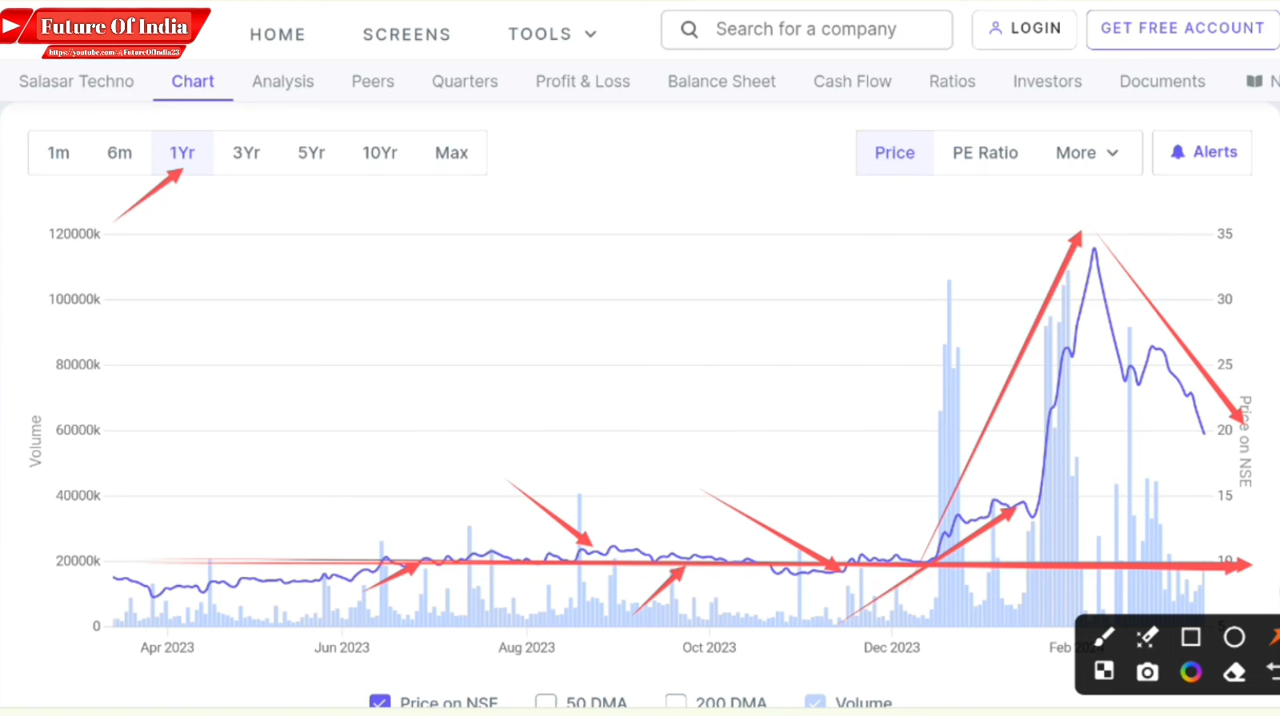 Future Of India
https://youtube.com/@FutureOfIndia23
HOME SCREENS TOOLS Search for a company LOGIN GET FREE ACCOUNT
Salasar Techno Chart Analysis Peers Quarters Profit & Loss Balance Sheet Cash Flow Ratios Investors Documents N
1m 6m 1Yr 3Yr 5Yr 10Yr Max Price PE Ratio More Alerts
120000k 35
100000k 30
80000k 25
60000k 20
40000k 15
20000k 10
0 5
Volume
Price on NSE
Apr 2023 Jun 2023 Aug 2023 Oct 2023 Dec 2023 Feb 2024
Price on NSE 50 DMA 200 DMA Volume